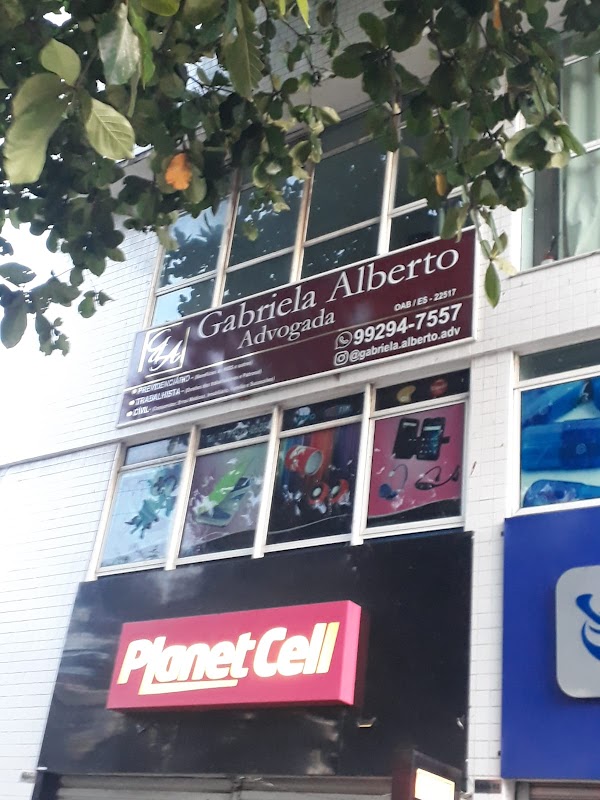 GA
Gabriela Alberto
Advogada
OAB / ES - 22517
99294-7557
@gabriela.alberto.adv
• PREVIDENCIÁRIO -
• TRABALHISTA -
• CIVIL -
Planet Cell